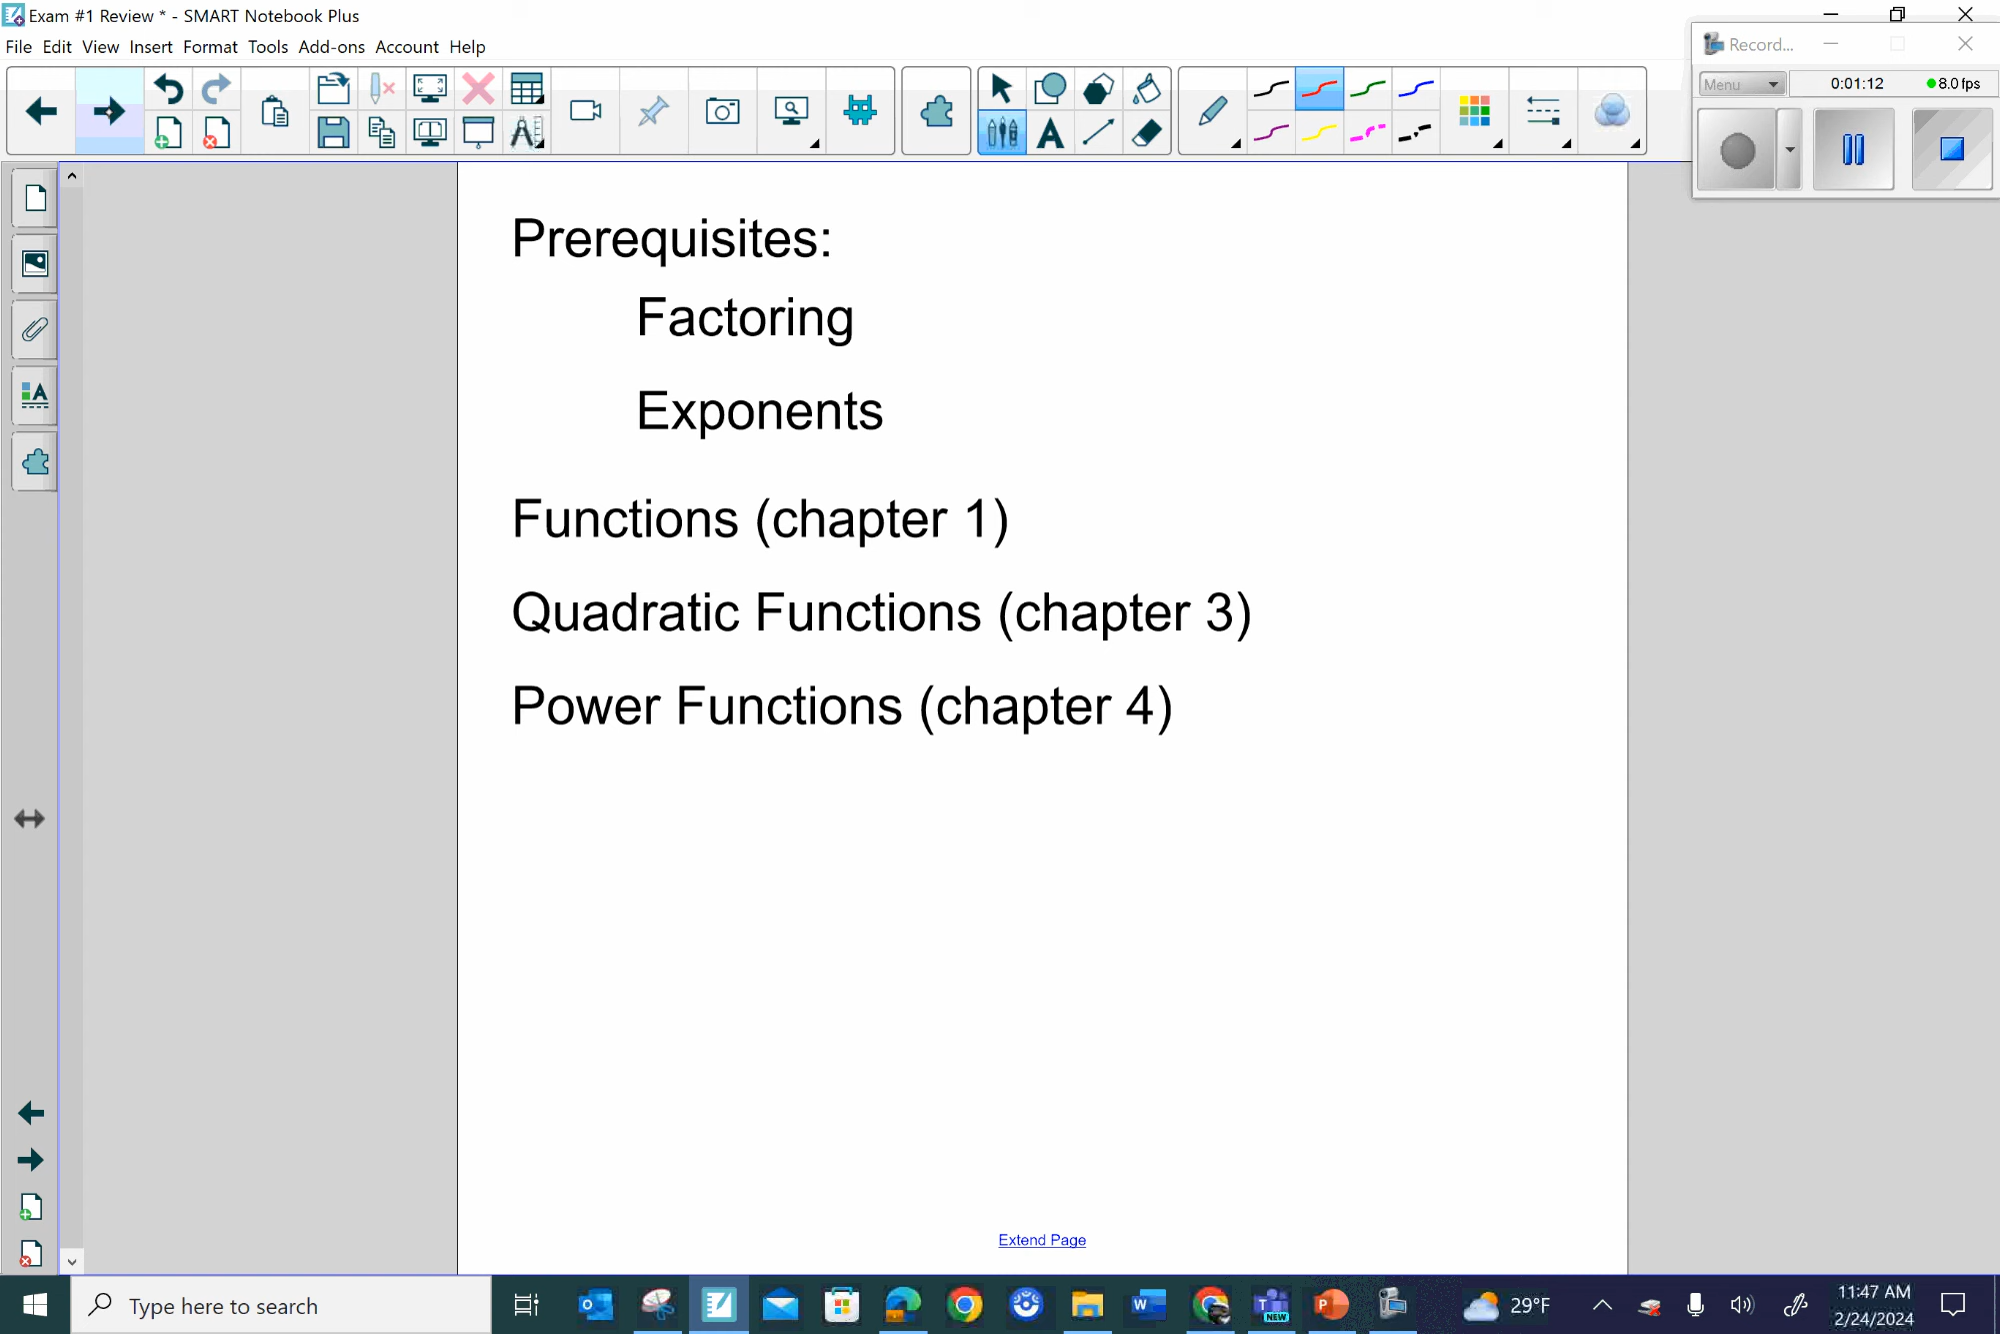 Exam #1 Review * - SMART Notebook Plus
File Edit View Insert Format Tools Add-ons Account Help
Record...
Menu 0:01:12 8.0 fps
Prerequisites:
Factoring
Exponents
Functions (chapter 1)
Quadratic Functions (chapter 3)
Power Functions (chapter 4)
Extend Page
Type here to search
NEW
29°F
11:47 AM
2/24/2024